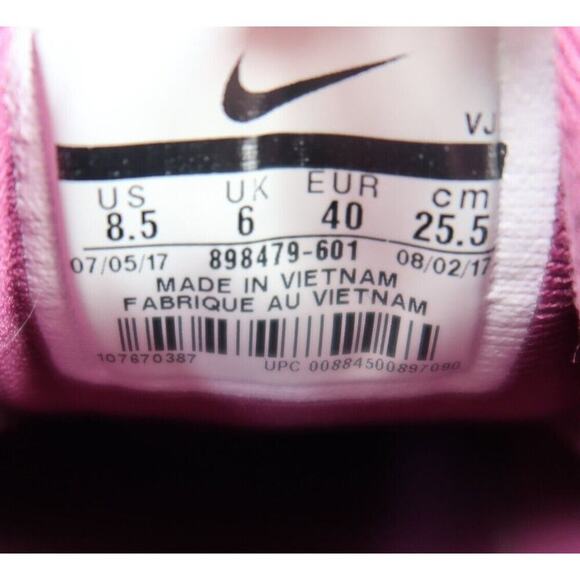 VJ
US UK EUR cm
8.5 6 40 25.5
07/05/17 898479-601 08/02/17
MADE IN VIETNAM
FABRIQUE AU VIETNAM
107670387 UPC 00884500897090